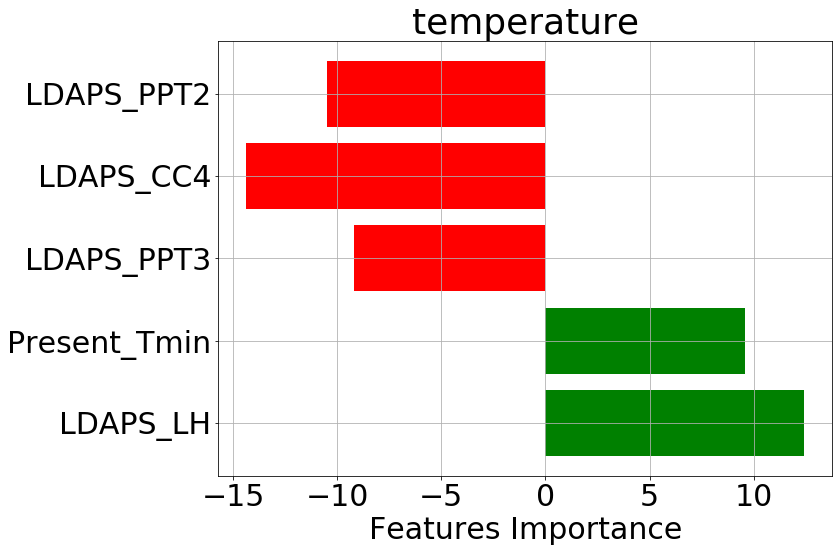 temperature
LDAPS_PPT2
LDAPS_CC4
LDAPS_PPT3
Present_Tmin
LDAPS_LH
−15 −10 −5 0 5 10
Features Importance